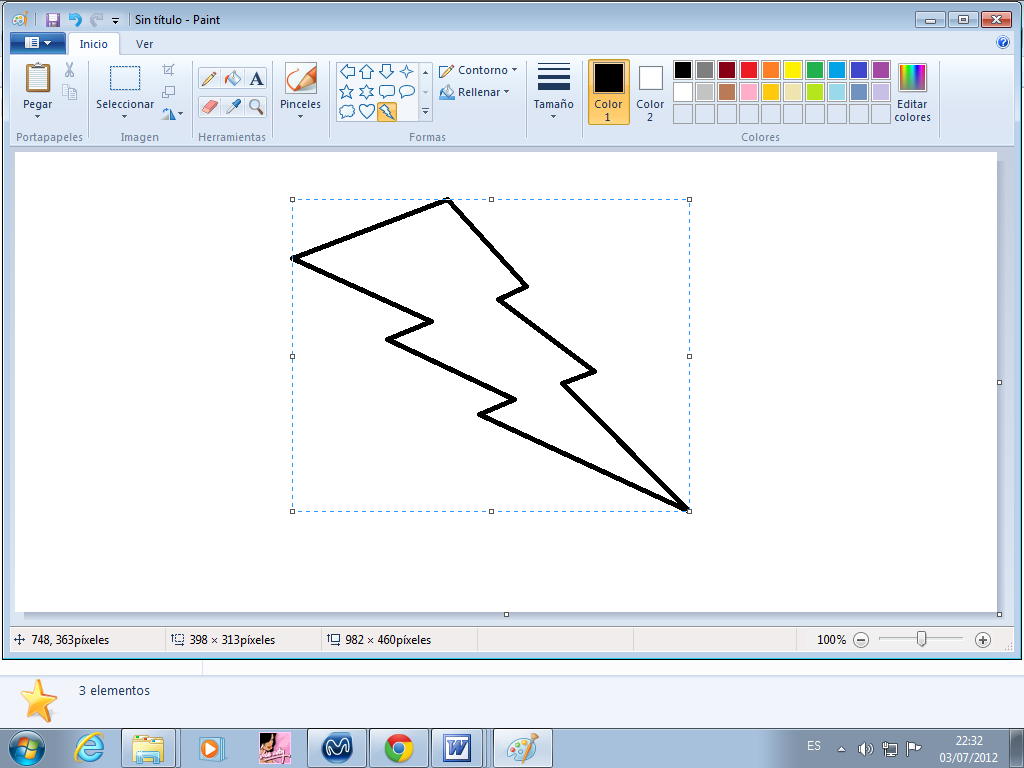 Sin título - Paint
Inicio Ver
Pegar
Seleccionar
A
Pinceles
Contorno
Rellenar
Tamaño
Color 1
Color 2
Editar colores
Portapapeles Imagen Herramientas Formas Colores
748, 363píxeles 398 × 313píxeles 982 × 460píxeles 100%
3 elementos
W
ES 22:32
03/07/2012